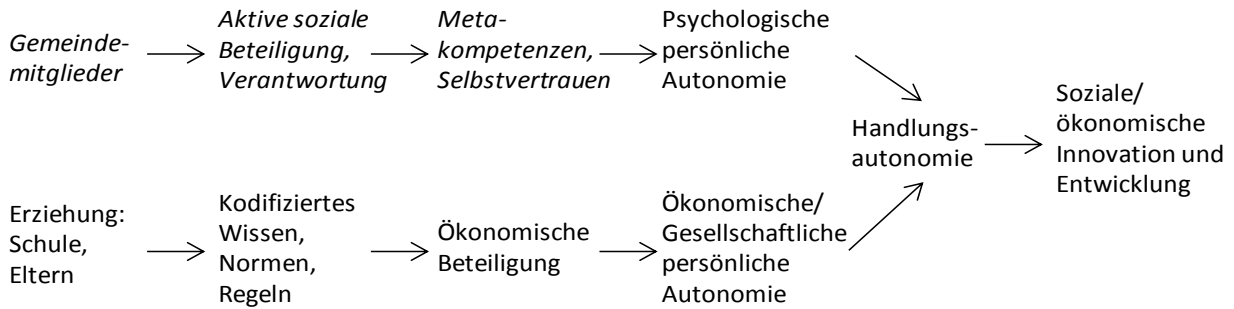 Gemeinde-
mitglieder
Aktive soziale
Beteiligung,
Verantwortung
Meta-
kompetenzen,
Selbstvertrauen
Psychologische
persönliche
Autonomie
Handlungs-
autonomie
Soziale/
ökonomische
Innovation und
Entwicklung
Erziehung:
Schule,
Eltern
Kodifiziertes
Wissen,
Normen,
Regeln
Ökonomische
Beteiligung
Ökonomische/
Gesellschaftliche
persönliche
Autonomie